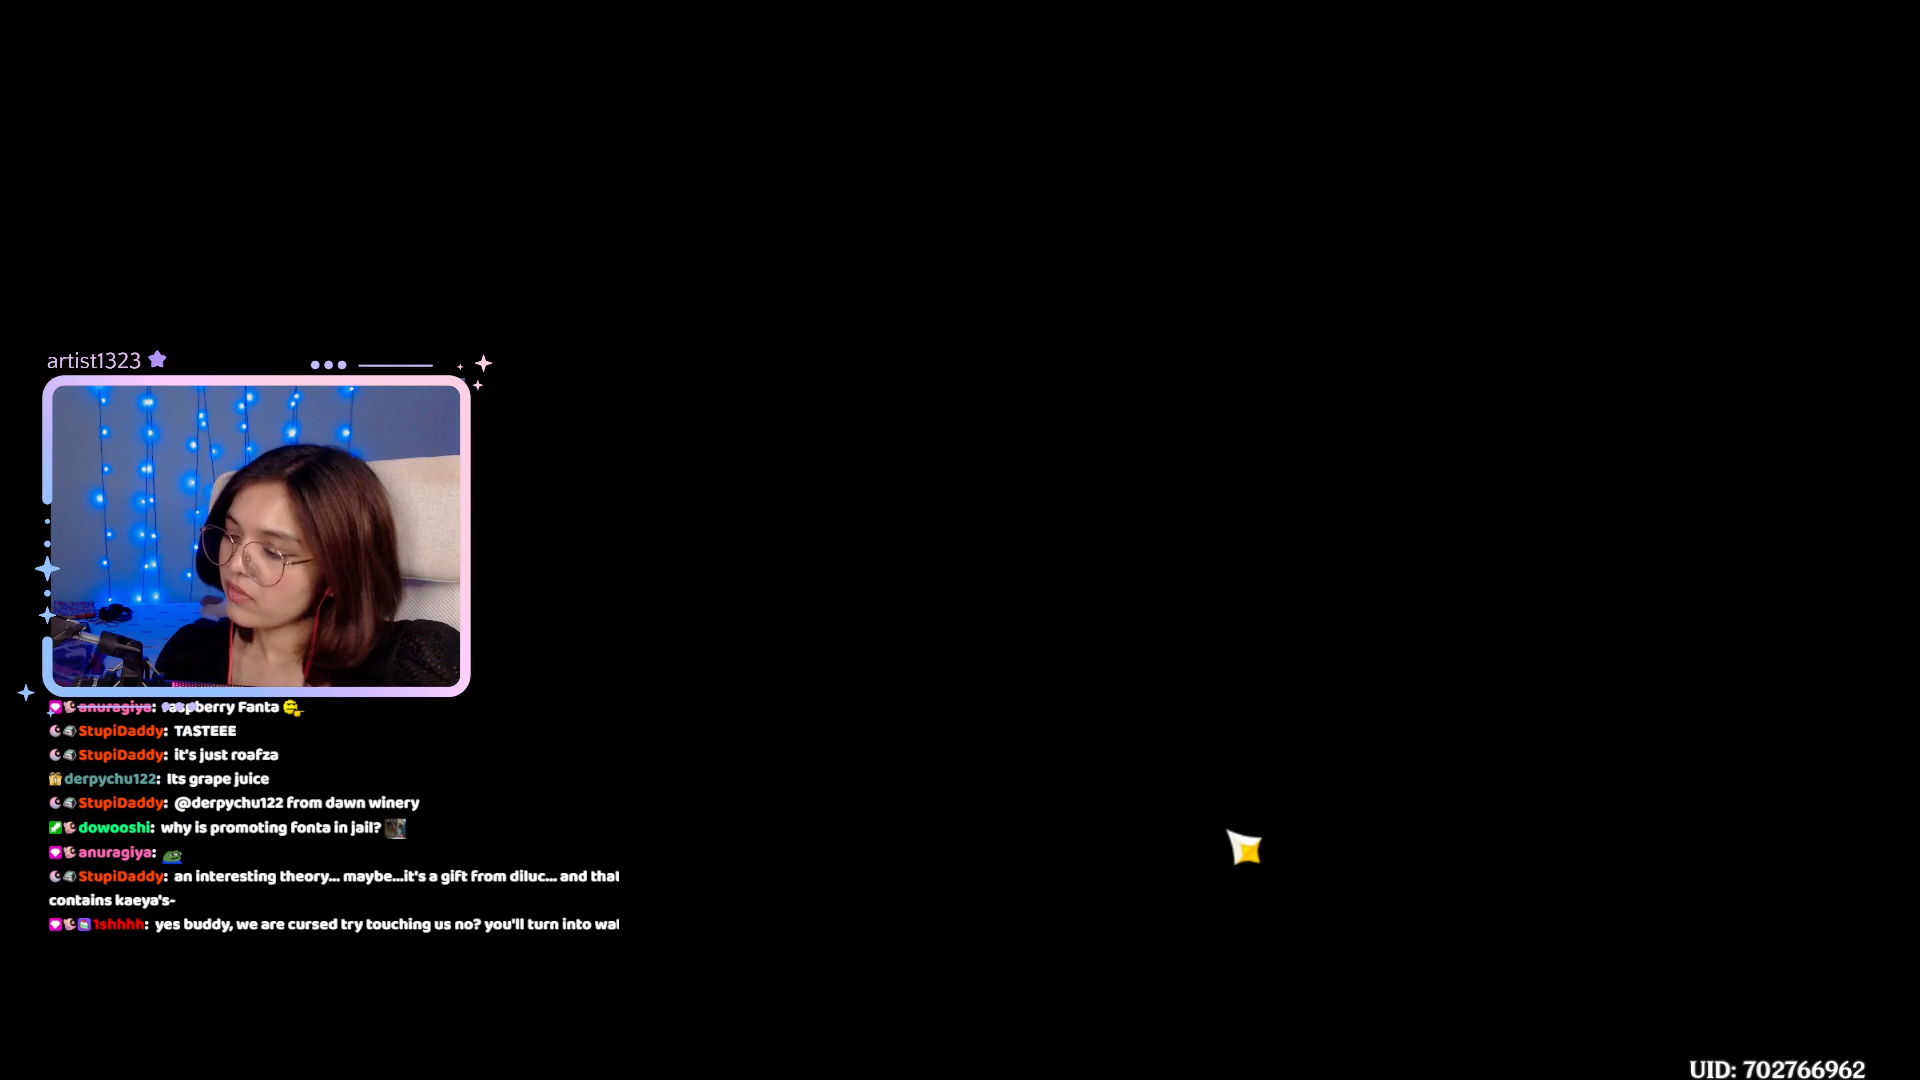 artist1323
anuragiya: raspberry Fanta
StupiDaddy: TASTEEE
StupiDaddy: it's just roafza
derpychu122: Its grape juice
StupiDaddy: @derpychu122 from dawn winery
dowooshi: why is promoting fonta in jail?
anuragiya:
StupiDaddy: an interesting theory... maybe...it's a gift from diluc... and that
contains kaeya's-
1shhhh: yes buddy, we are cursed try touching us no? you'll turn into
UID: 702766962